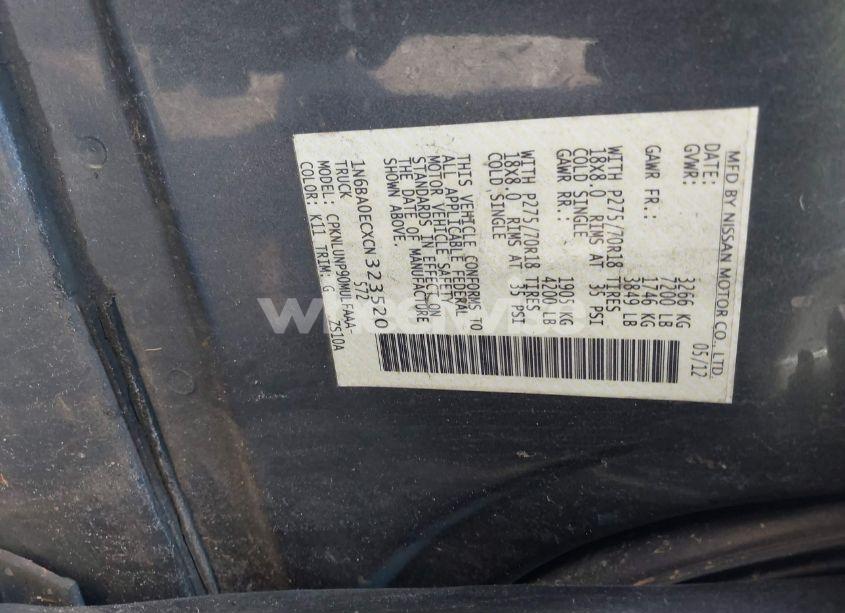 MFD BY NISSAN MOTOR CO., LTD.
DATE: 05/12
GVWR: 3266 KG
7200 LB
GAWR FR.: 1746 KG
3849 LB
WITH P275/70R18 TIRES
18X8.0 RIMS AT 35 PSI
COLD SINGLE
GAWR RR.: 1905 KG
4200 LB
WITH P275/70R18 TIRES
18X8.0 RIMS AT 35 PSI
COLD SINGLE
THIS VEHICLE CONFORMS TO
ALL APPLICABLE FEDERAL
MOTOR VEHICLE SAFETY
STANDARDS IN EFFECT ON
THE DATE OF MANUFACTURE
SHOWN ABOVE.
1N6BA0ECXCN323520
TRUCK 572
MODEL: CPKNLUNP90MULFAAA-
COLOR: K11 TRIM: G ZS10A